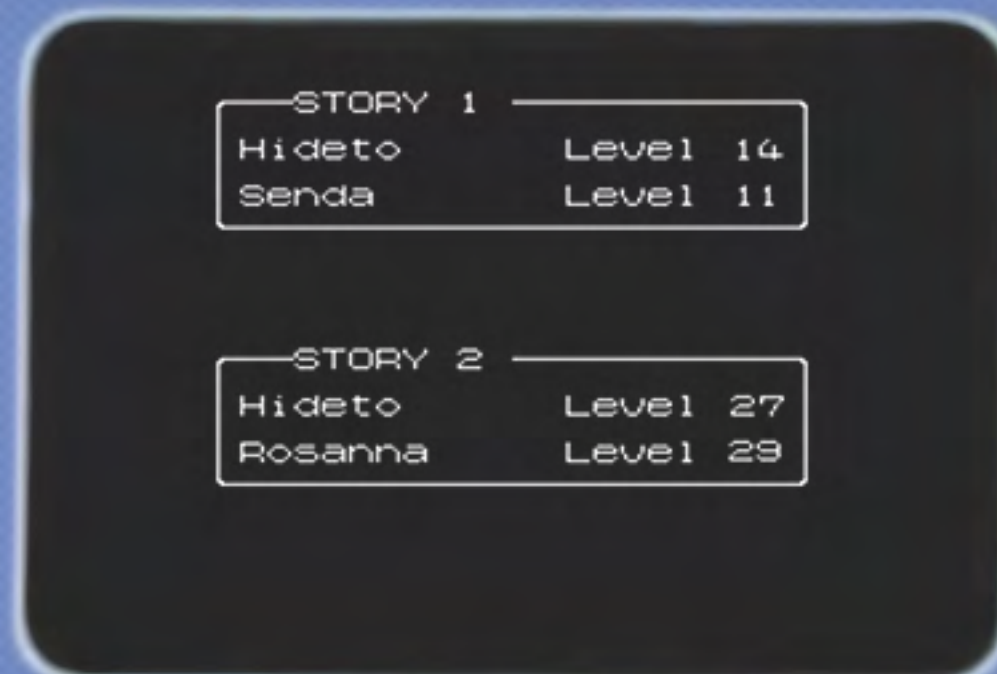 STORY 1
Hideto Level 14
Senda Level 11
STORY 2
Hideto Level 27
Rosanna Level 29